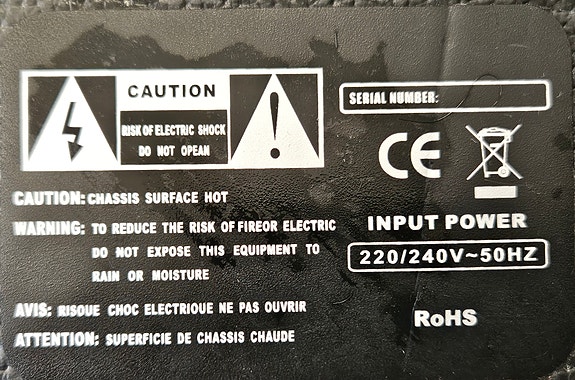 CAUTION
RISK OF ELECTRIC SHOCK
DO NOT OPEAN
SERIAL NUMBER:
CE
CAUTION: CHASSIS SURFACE HOT
WARNING: TO REDUCE THE RISK OF FIREOR ELECTRIC
DO NOT EXPOSE THIS EQUIPMENT TO
RAIN OR MOISTURE
AVIS: RISOUE CHOC ELECTRIOUE NE PAS OUVRIR
ATTENTION: SUPERFICIE DE CHASSIS CHAUDE
INPUT POWER
220/240V~50HZ
RoHS